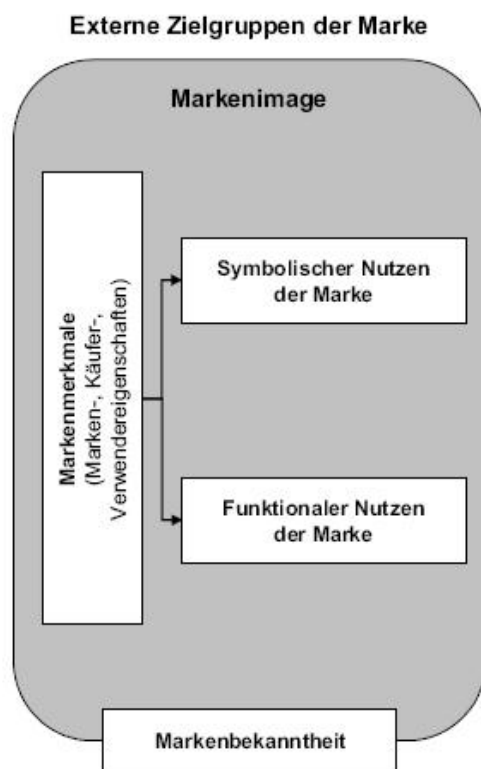 Externe Zielgruppen der Marke
Markenimage
Markenmerkmale
(Marken-, Käufer-,
Verwendereigenschaften)
Symbolischer Nutzen
der Marke
Funktionaler Nutzen
der Marke
Markenbekanntheit